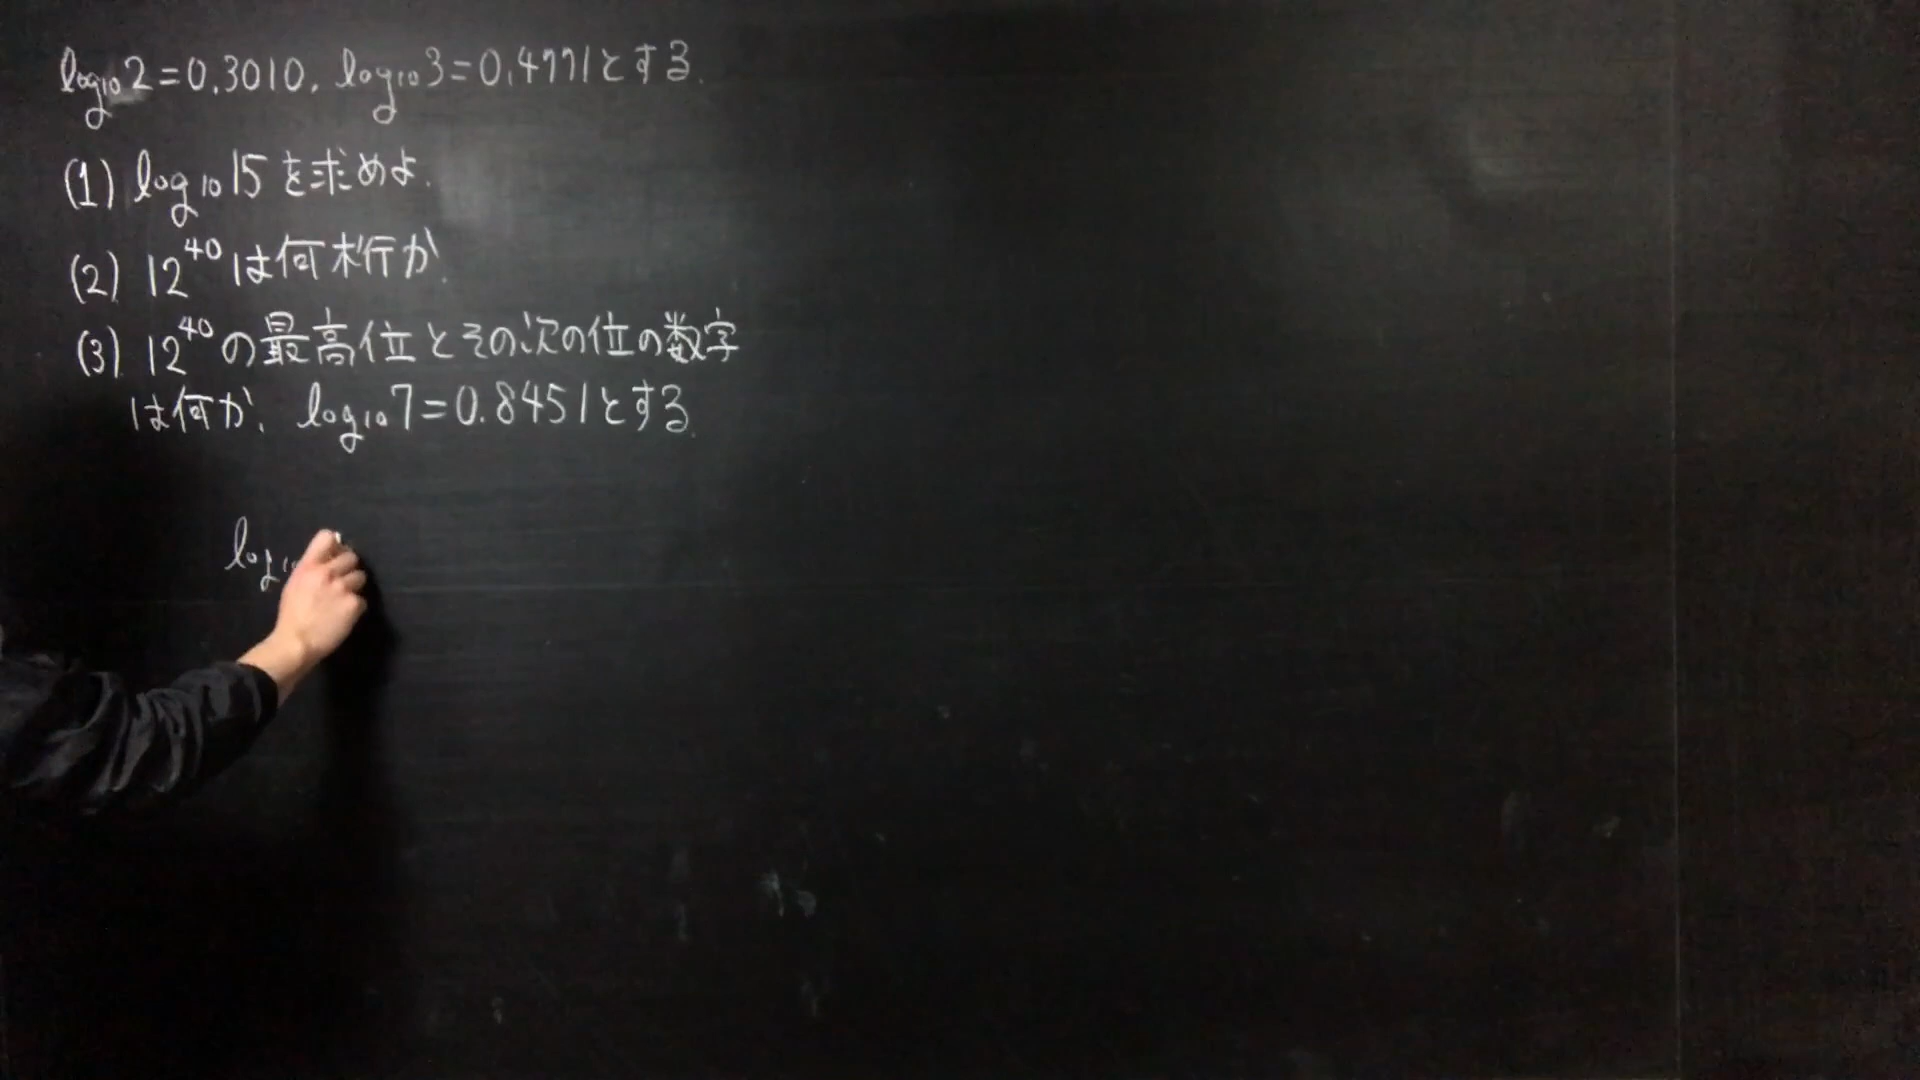 log₁₀2=0.3010, log₁₀3=0.4771とする.
(1) log₁₀15を求めよ.
(2) 12⁴⁰は何桁か.
(3) 12⁴⁰の最高位とその次の位の数字
は何か. log₁₀7=0.8451とする.
log₁₀